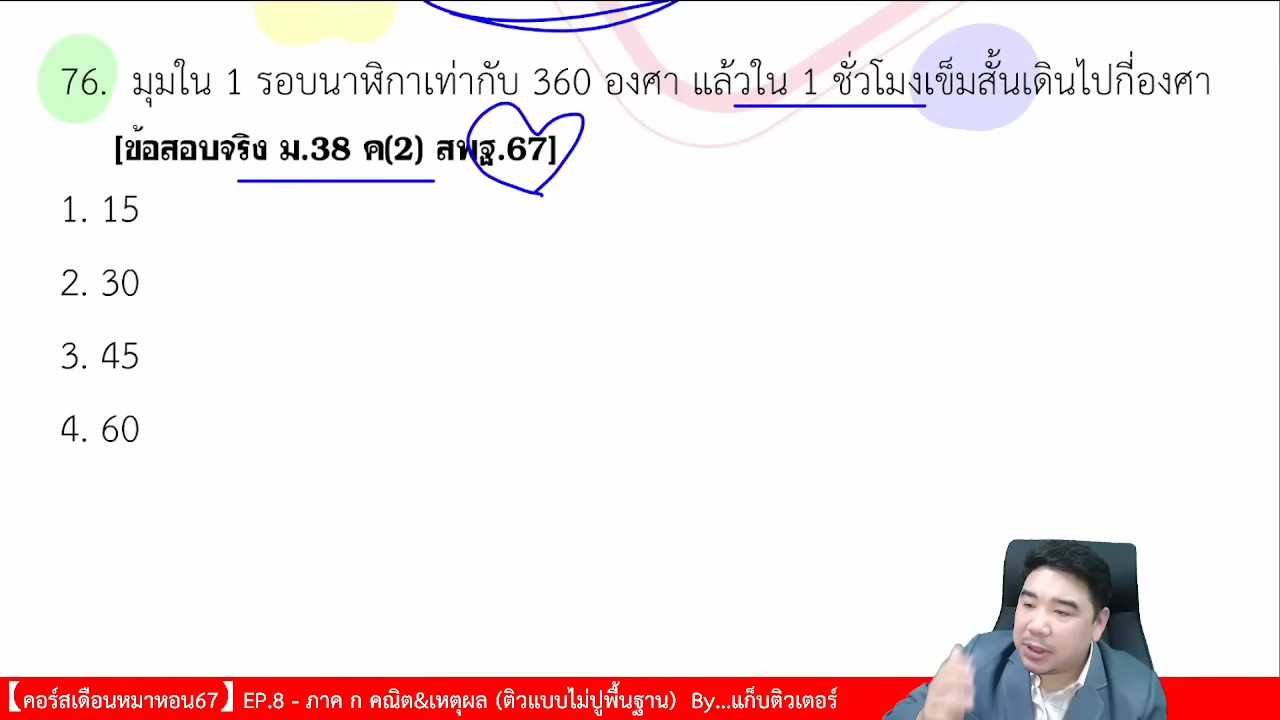 76. มุมใน 1 รอบนาฬิกาเท่ากับ 360 องศา แล้วใน 1 ชั่วโมงเข็มสั้นเดินไปกี่องศา
[ข้อสอบจริง ม.38 ค(2) สพฐ.67]
1. 15
2. 30
3. 45
4. 60
【คอร์สเดือนหมาหอน67】EP.8 - ภาค ก คณิต&เหตุผล (ติวแบบไม่ปูพื้นฐาน) By...แก็บติวเตอร์